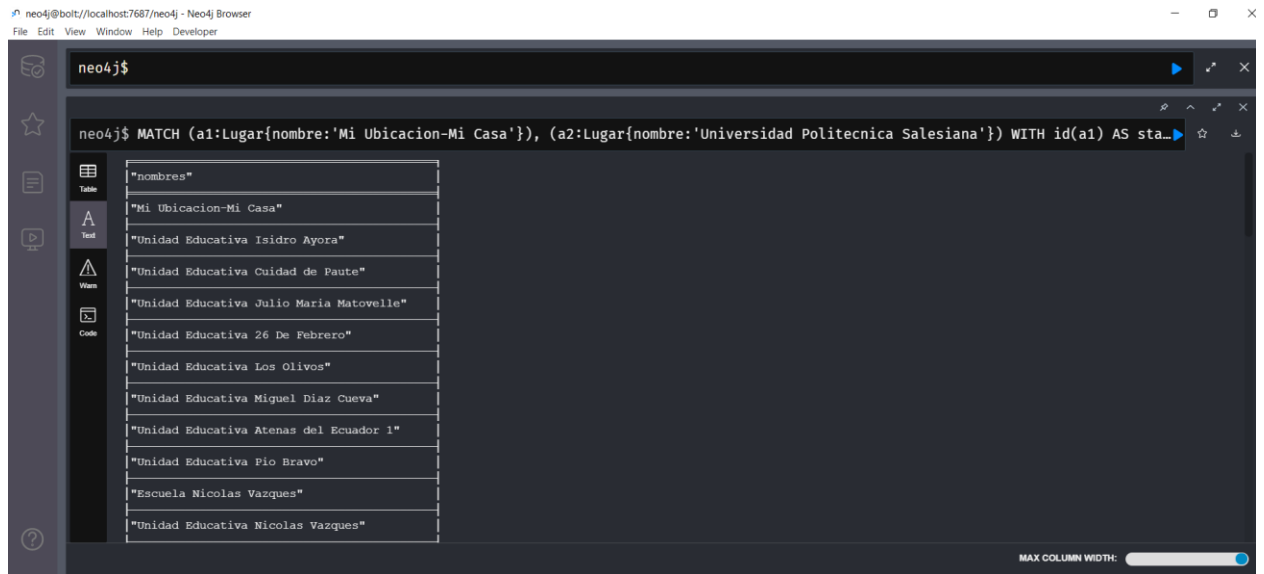 neo4j@bolt://localhost:7687/neo4j - Neo4j Browser
File Edit View Window Help Developer
neo4j$
neo4j$ MATCH (a1:Lugar{nombre:'Mi Ubicacion-Mi Casa'}), (a2:Lugar{nombre:'Universidad Politecnica Salesiana'}) WITH id(a1) AS sta…
Table
Text
Warn
Code
"nombres"
"Mi Ubicacion-Mi Casa"
"Unidad Educativa Isidro Ayora"
"Unidad Educativa Cuidad de Paute"
"Unidad Educativa Julio Maria Matovelle"
"Unidad Educativa 26 De Febrero"
"Unidad Educativa Los Olivos"
"Unidad Educativa Miguel Diaz Cueva"
"Unidad Educativa Atenas del Ecuador 1"
"Unidad Educativa Pio Bravo"
"Escuela Nicolas Vazques"
"Unidad Educativa Nicolas Vazques"
MAX COLUMN WIDTH: